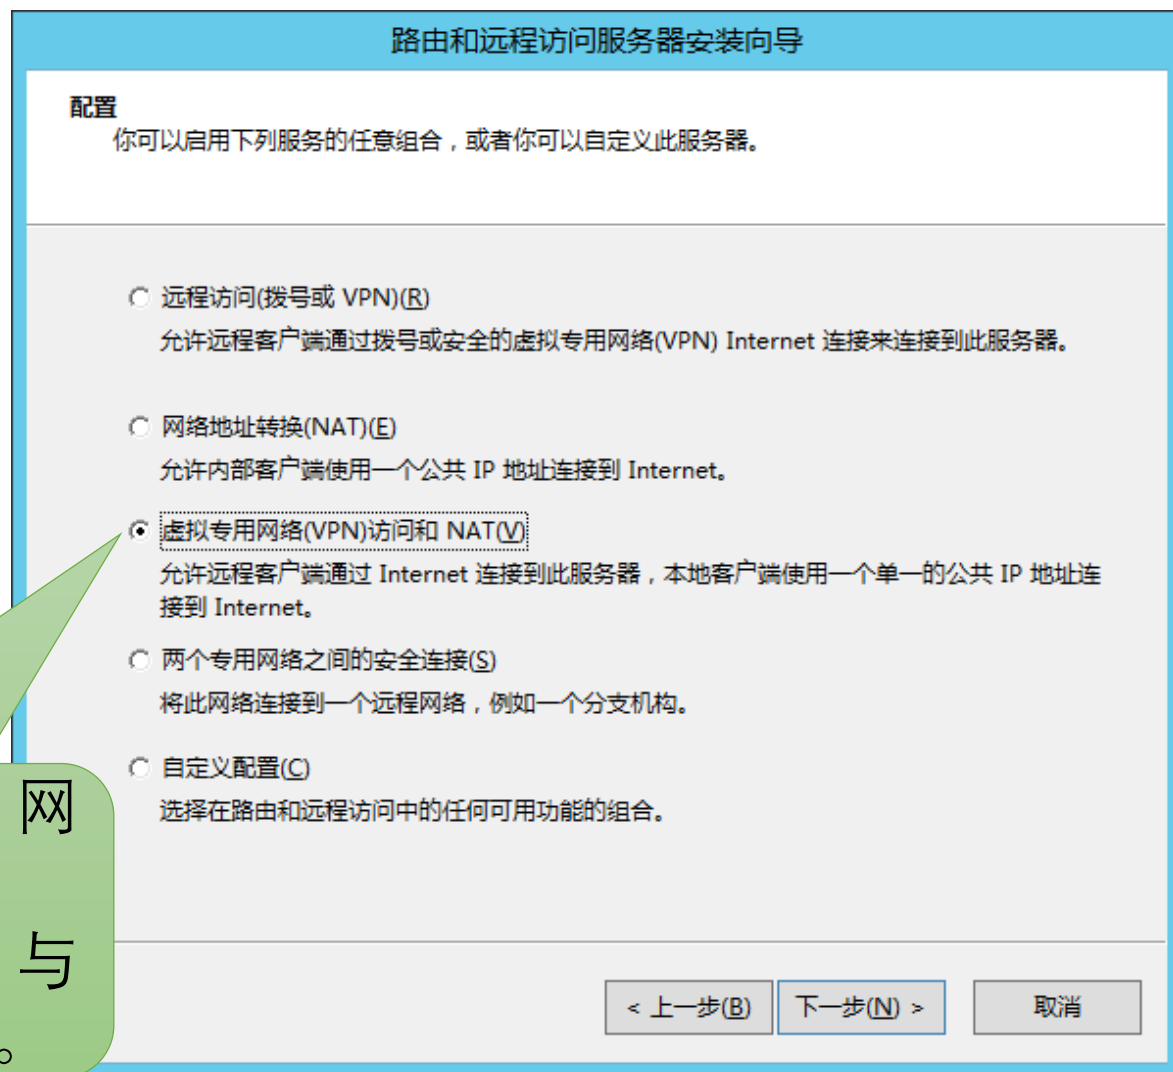 路由和远程访问服务器安装向导
配置
你可以启用下列服务的任意组合，或者你可以自定义此服务器。
远程访问(拨号或 VPN)(R)
允许远程客户端通过拨号或安全的虚拟专用网络(VPN) Internet 连接来连接到此服务器。
网络地址转换(NAT)(E)
允许内部客户端使用一个公共 IP 地址连接到 Internet。
虚拟专用网络(VPN)访问和 NAT(V)
允许远程客户端通过 Internet 连接到此服务器，本地客户端使用一个单一的公共 IP 地址连
接到 Internet。
两个专用网络之间的安全连接(S)
将此网络连接到一个远程网络，例如一个分支机构。
自定义配置(C)
选择在路由和远程访问中的任何可用功能的组合。
网
与
。
< 上一步(B)
下一步(N) >
取消